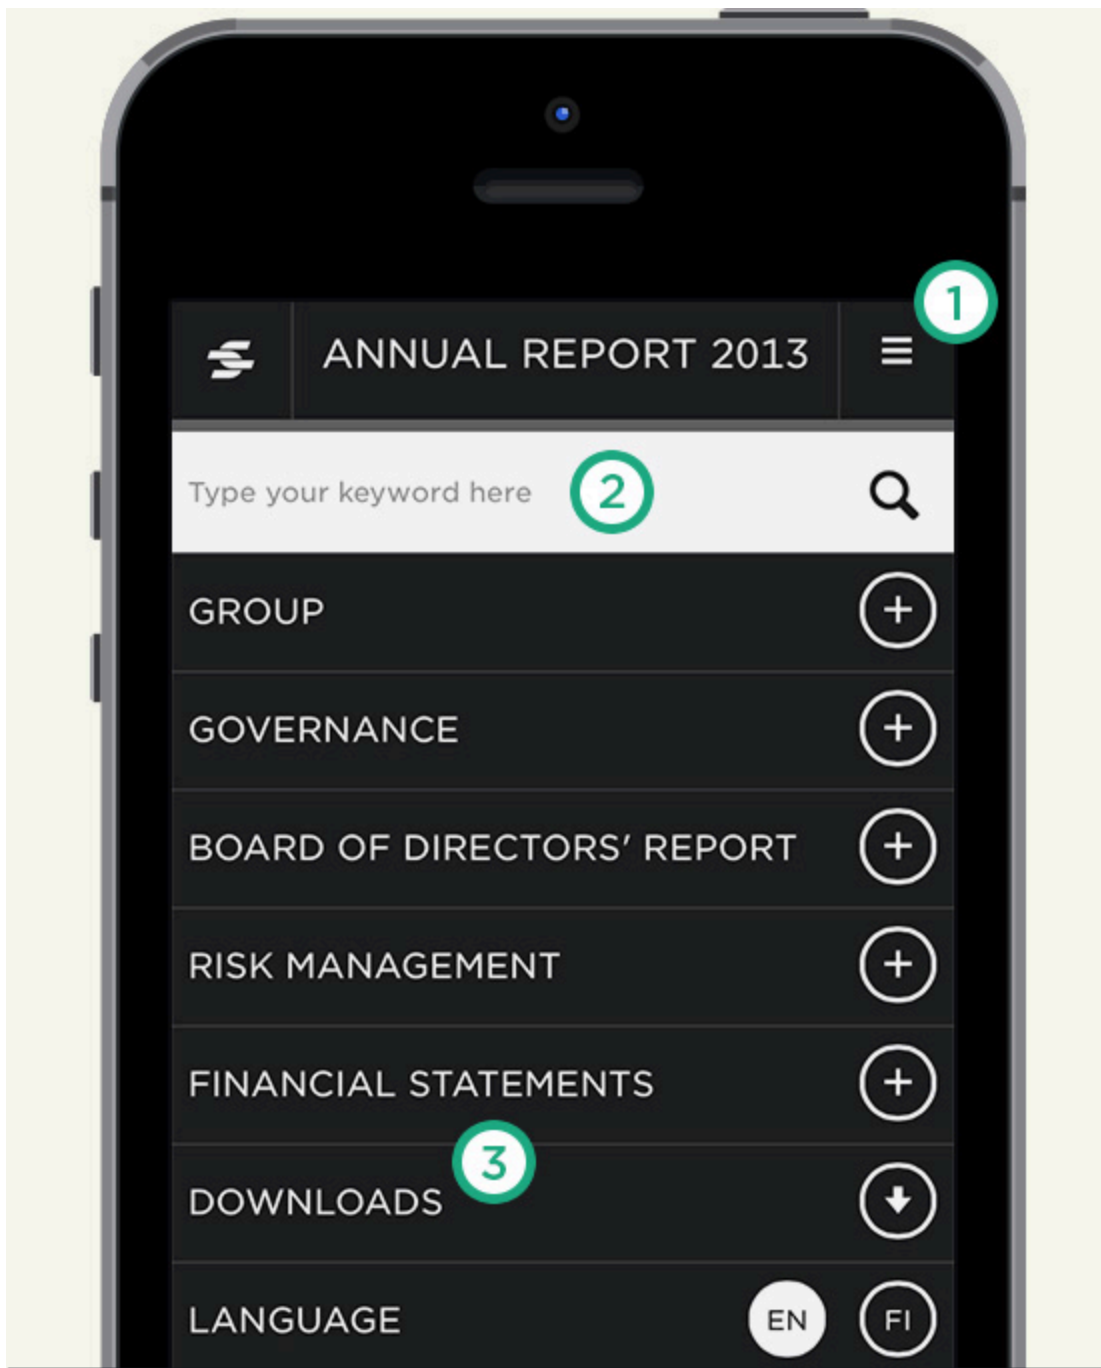 1
ANNUAL REPORT 2013
Type your keyword here 2
GROUP
GOVERNANCE
BOARD OF DIRECTORS' REPORT
RISK MANAGEMENT
FINANCIAL STATEMENTS
3
DOWNLOADS
LANGUAGE EN FI